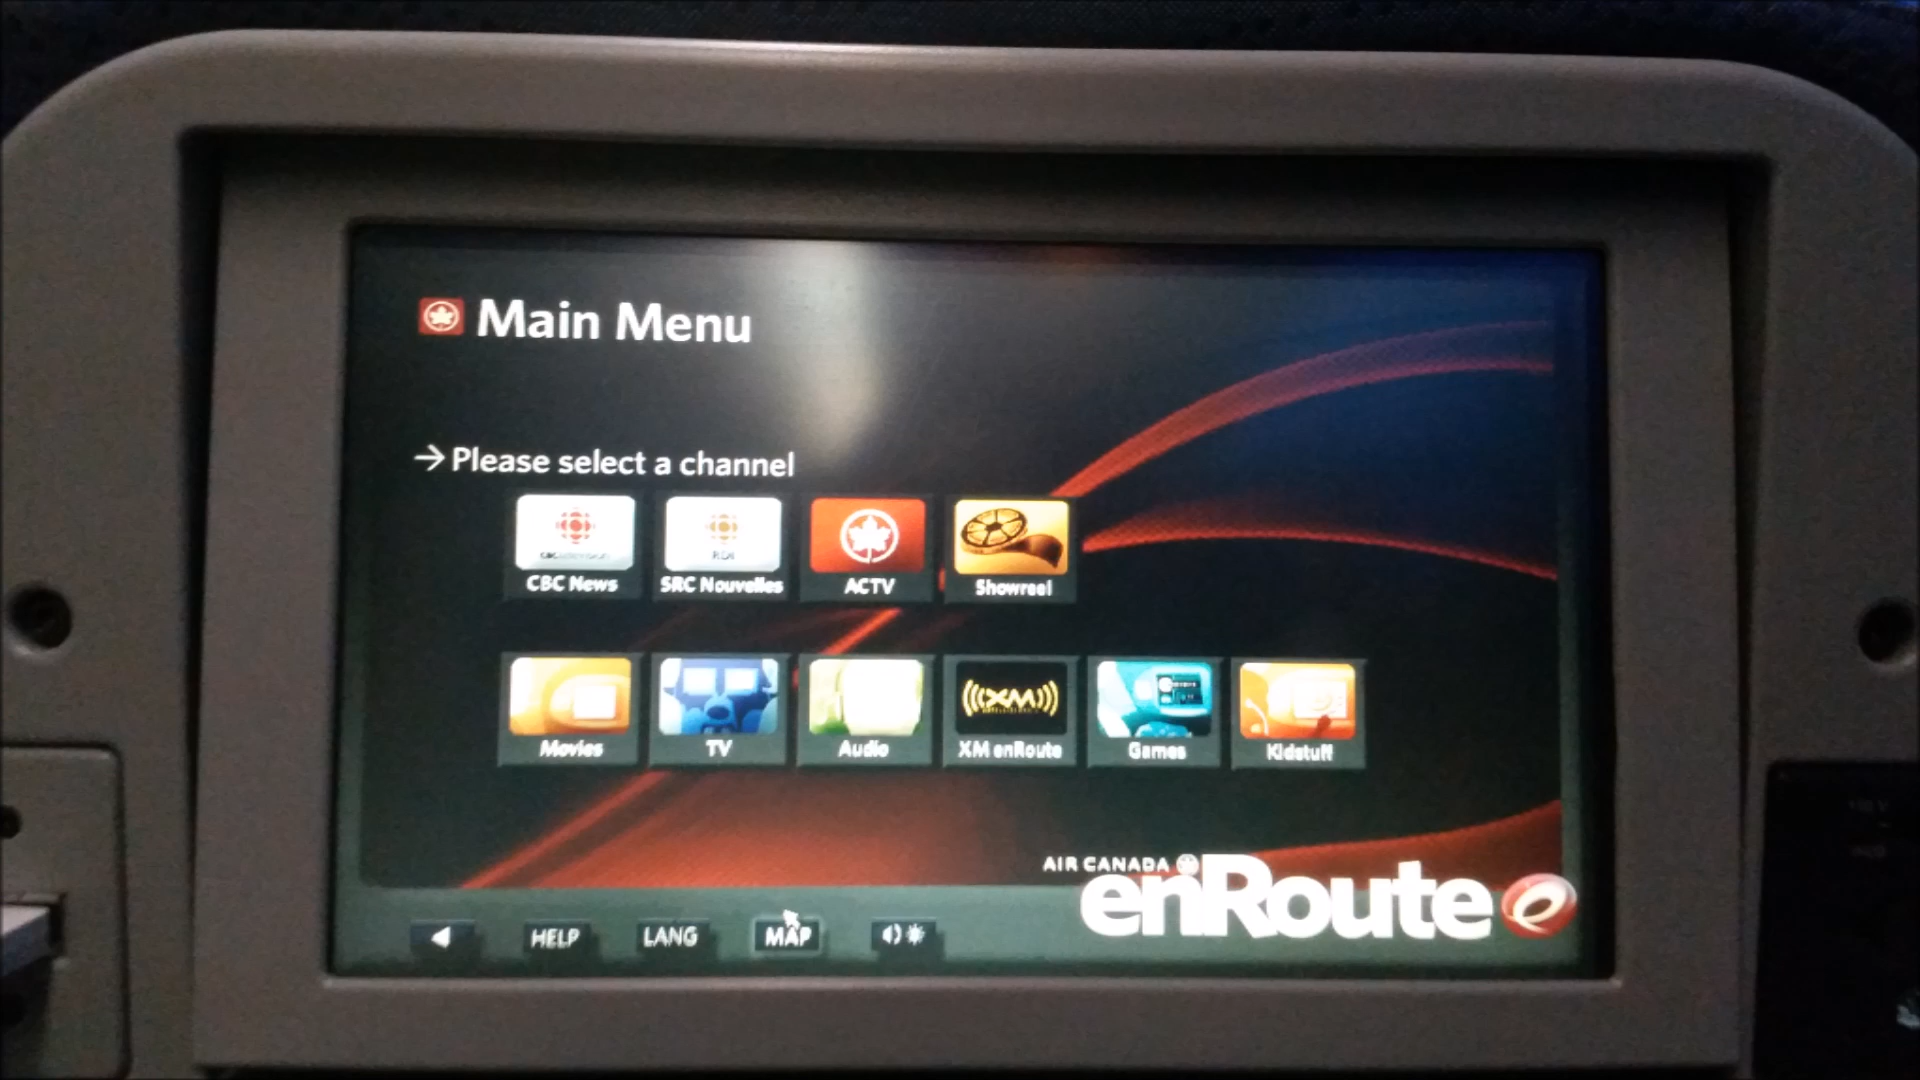 Main Menu
→ Please select a channel
CBC News SRC Nouvelles ACTV Showreel
XM
Movies TV Audio XM enRoute Games Kidstuff
AIR CANADA
enRoute
HELP LANG MAP